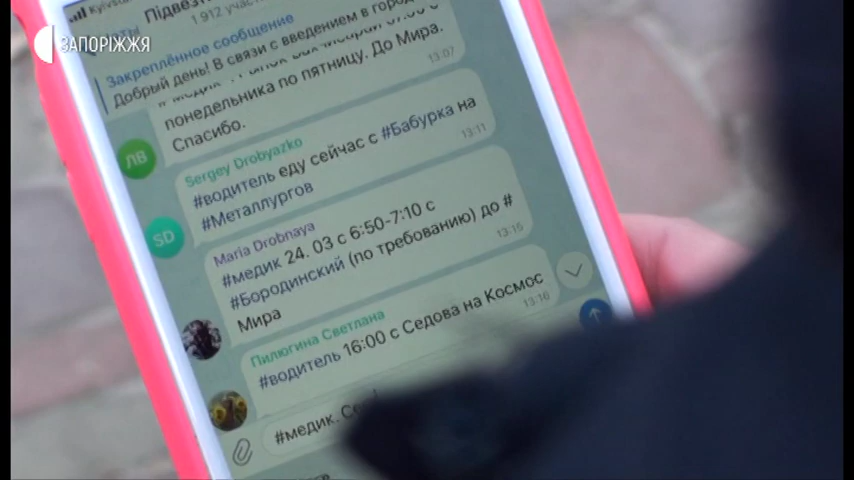 ЗАПОРІЖЖЯ
Kyivstar
Підвезт
1 912 участ
Закреплённое сообщение
Добрый день! В связи с введением в городе
понедельника по пятницу. До Мира.
Спасибо.
13:07
ЛВ
Sergey Drobyazko
#водитель еду сейчас с #Бабурка на
#Металлургов
13:11
SD
Maria Drobnaya
#медик 24. 03 с 6:50-7:10 с
#Бородинский (по требованию) до #
Мира
13:15
Пилюгина Светлана
#водитель 16:00 с Седова на Космос
13:16
#медик.